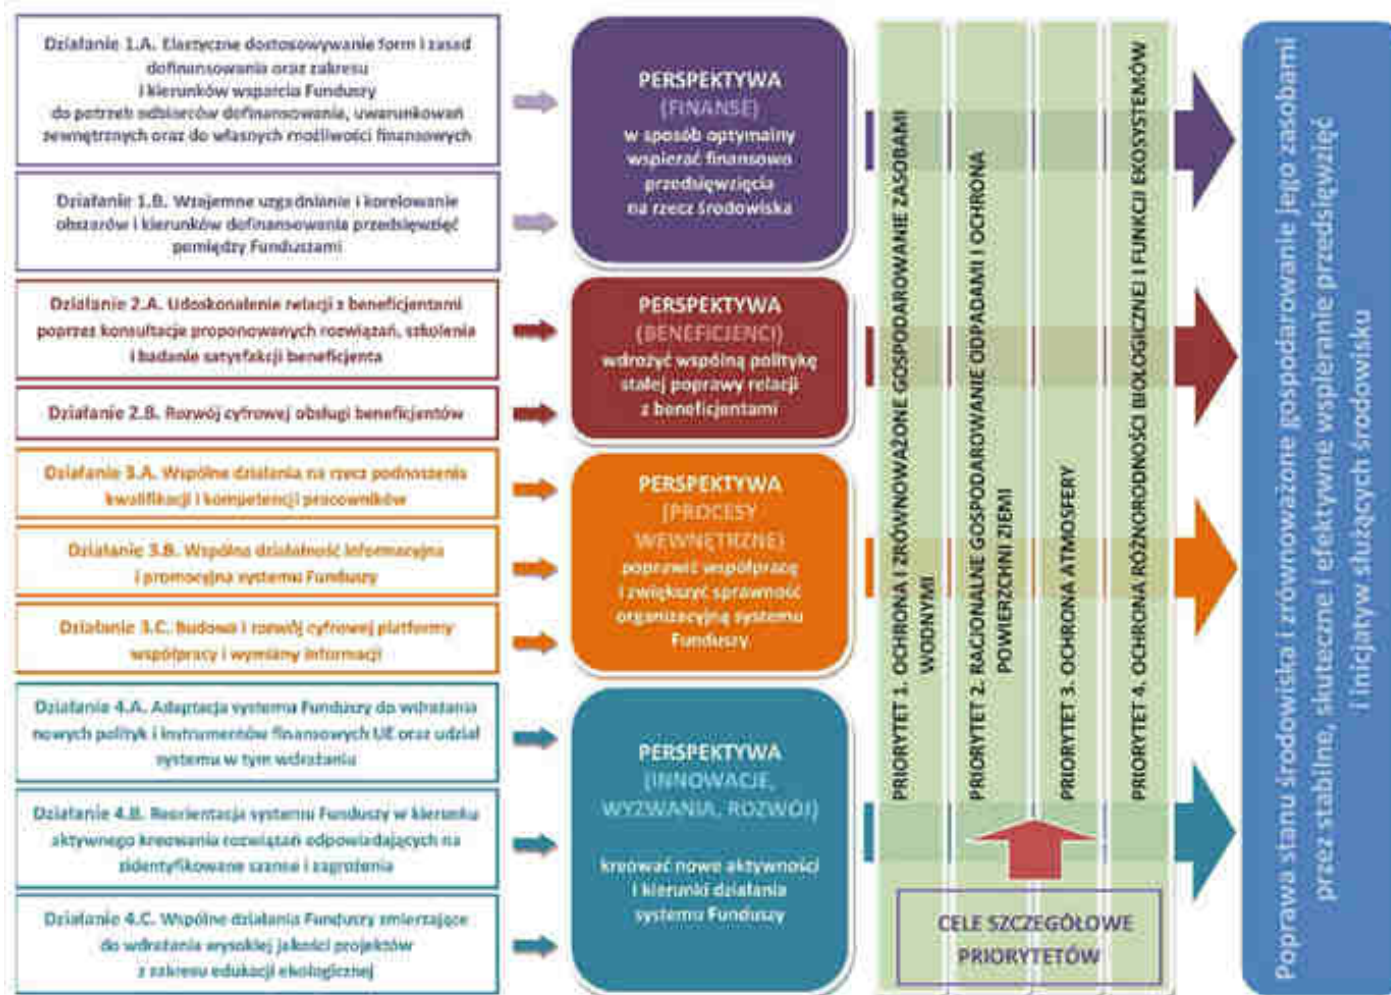 Działanie 1.A. Elastyczne dostosowywanie form i zasad
dofinansowania oraz zakresu
i kierunków wsparcia Funduszy
do potrzeb odbiorców dofinansowania, uwarunkowań
zewnętrznych oraz do własnych możliwości finansowych
Działanie 1.B. Wzajemne uzgadnianie i korelowanie
obszarów i kierunków dofinansowania przedsięwzięć
pomiędzy Funduszami
Działanie 2.A. Udoskonalenie relacji z beneficjentami
poprzez konsultacje proponowanych rozwiązań, szkolenia
i badanie satysfakcji beneficjenta
Działanie 2.B. Rozwój cyfrowej obsługi beneficjentów
Działanie 3.A. Wspólne działania na rzecz podnoszenia
kwalifikacji i kompetencji pracowników
Działanie 3.B. Wspólna działalność informacyjna
i promocyjna systemu Funduszy
Działanie 3.C. Budowa i rozwój cyfrowej platformy
współpracy i wymiany informacji
Działanie 4.A. Adaptacja systemu Funduszy do wdrażania
nowych polityk i instrumentów finansowych UE oraz udział
systemu w tym wdrażaniu
Działanie 4.B. Reorientacja systemu Funduszy w kierunku
aktywnego kreowania rozwiązań odpowiadających na
zidentyfikowane szanse i zagrożenia
Działanie 4.C. Wspólne działania Funduszy zmierzające
do wdrażania wysokiej jakości projektów
z zakresu edukacji ekologicznej
PERSPEKTYWA
(FINANSE)
w sposób optymalny
wspierać finansowo
przedsięwzięcia
na rzecz środowiska
PERSPEKTYWA
(BENEFICJENCI)
wdrożyć wspólną politykę
stałej poprawy relacji
z beneficjentami
PERSPEKTYWA
(PROCESY
WEWNĘTRZNE)
poprawić współpracę
i zwiększyć sprawność
organizacyjną systemu
Funduszy
PERSPEKTYWA
(INNOWACJE,
WYZWANIA, ROZWÓJ)
kreować nowe aktywności
i kierunki działania
systemu Funduszy
PRIORYTET 1. OCHRONA I ZRÓWNOWAŻONE GOSPODAROWANIE ZASOBAMI
WODNYMI
PRIORYTET 2. RACJONALNE GOSPODAROWANIE ODPADAMI I OCHRONA
POWIERZCHNI ZIEMI
PRIORYTET 3. OCHRONA ATMOSFERY
PRIORYTET 4. OCHRONA RÓŻNORODNOŚCI BIOLOGICZNEJ I FUNKCJI EKOSYSTEMÓW
CELE SZCZEGÓŁOWE
PRIORYTETÓW
Poprawa stanu środowiska i zrównoważone gospodarowanie jego zasobami
przez stabilne, skuteczne i efektywne wspieranie przedsięwzięć
i inicjatyw służących środowisku